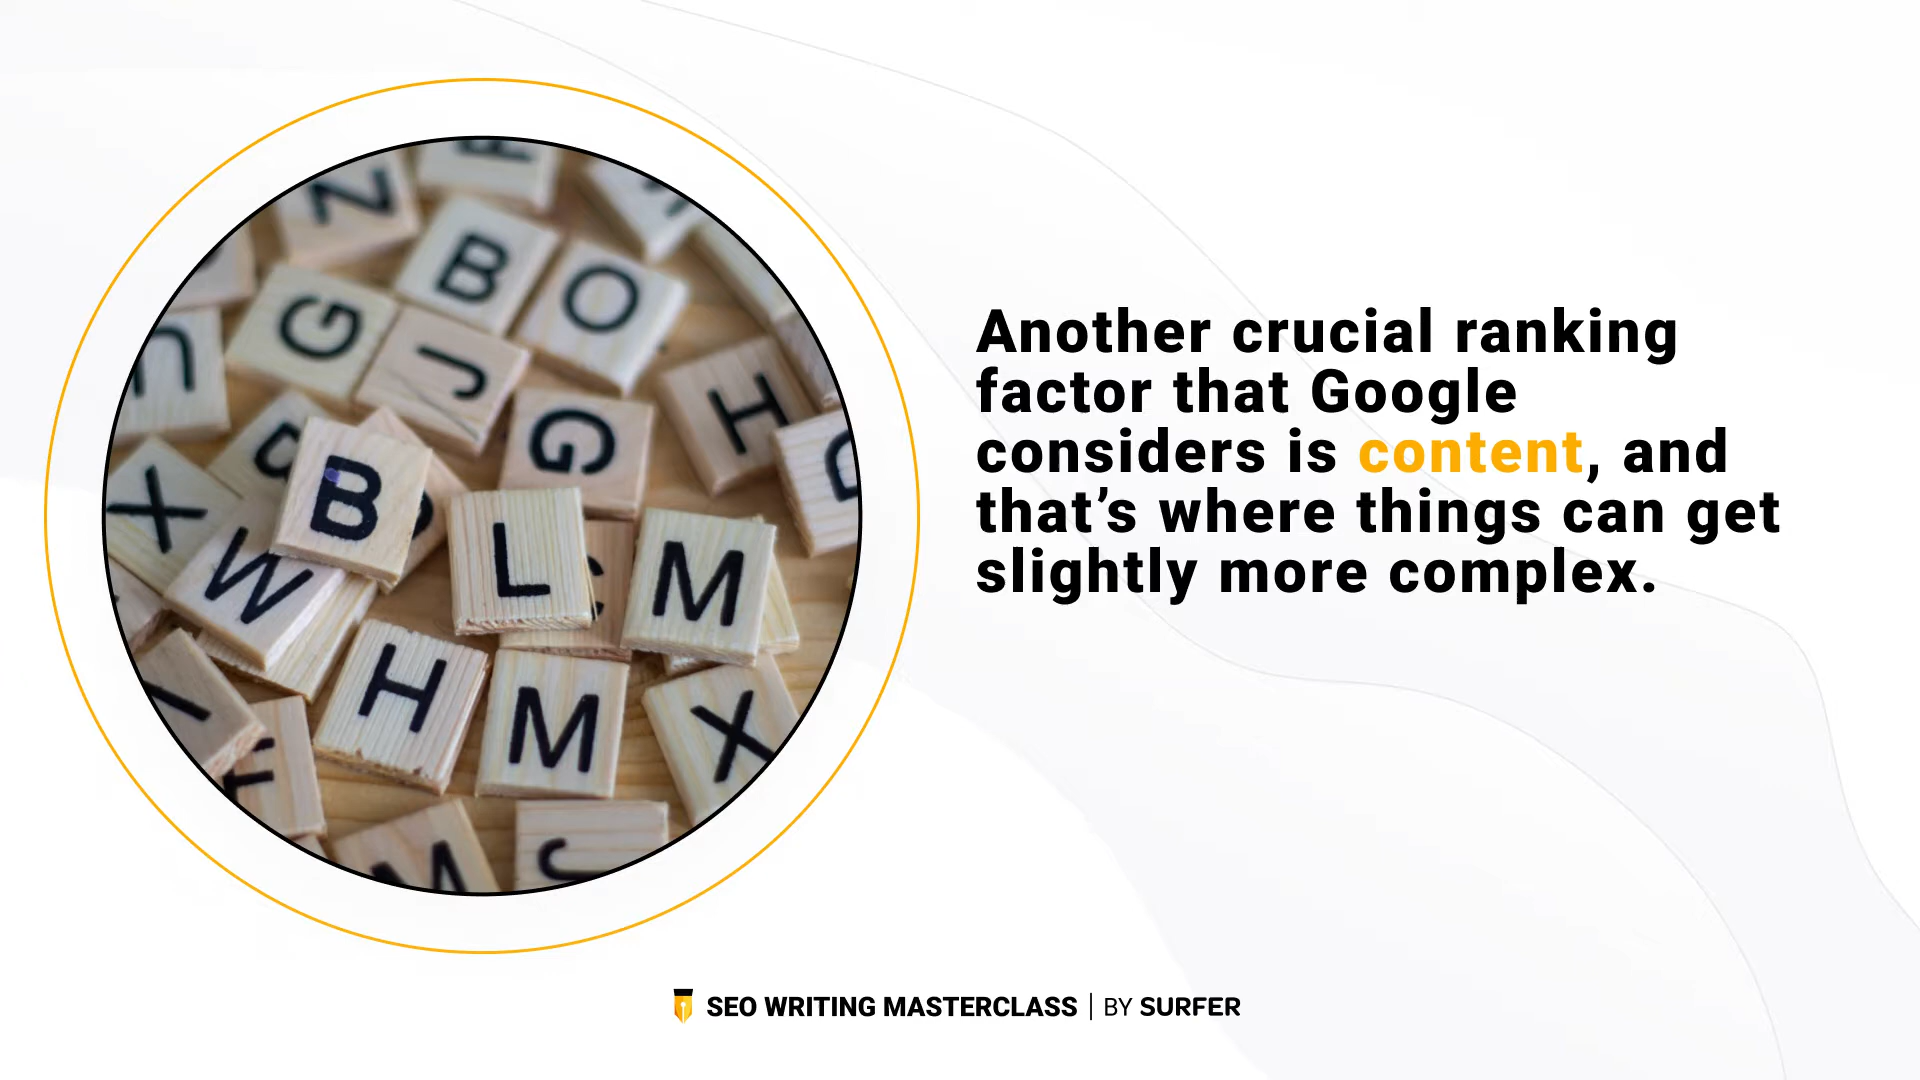 Another crucial ranking
factor that Google
considers is content, and
that’s where things can get
slightly more complex.
N
B
O
G
J
H
G
X
B
L
M
W
H
M
X
M
SEO WRITING MASTERCLASS | BY SURFER